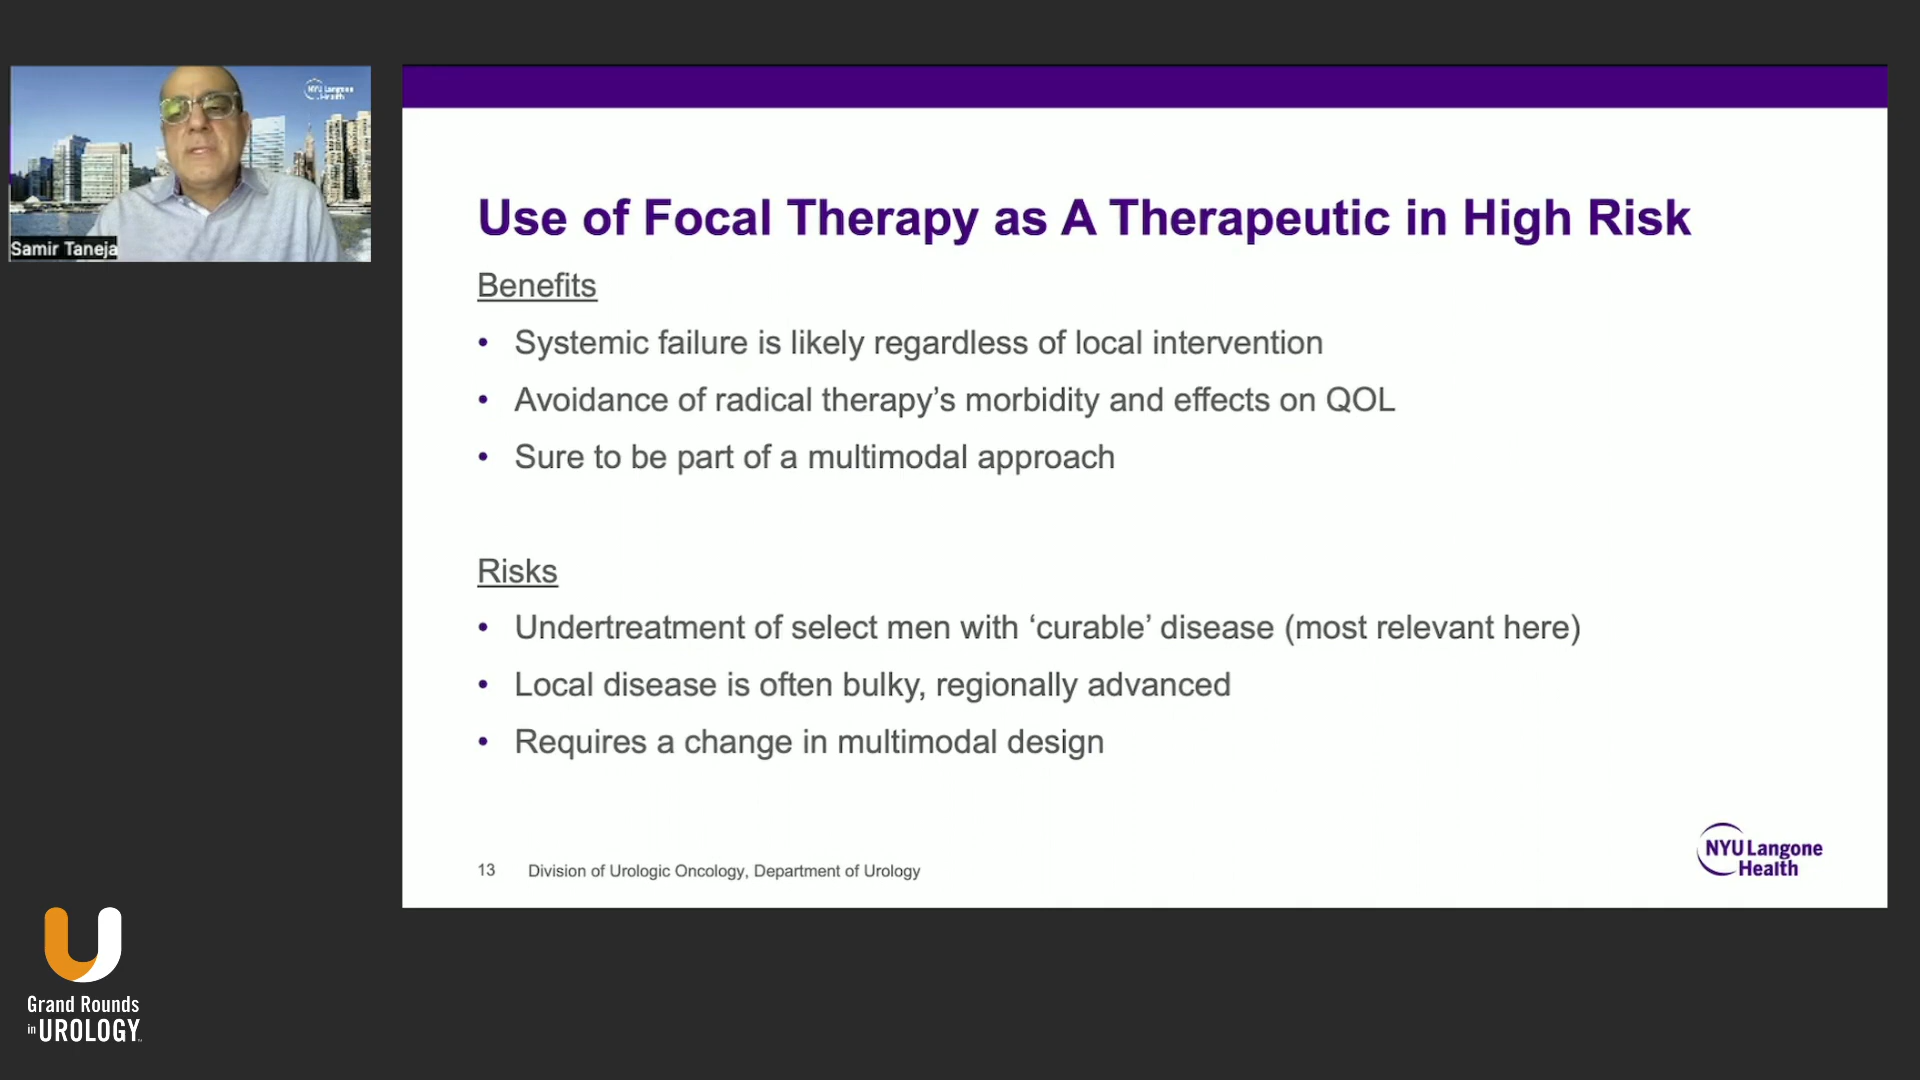 NYU Langone
Health
Samir Taneja
Use of Focal Therapy as A Therapeutic in High Risk
Benefits
• Systemic failure is likely regardless of local intervention
• Avoidance of radical therapy’s morbidity and effects on QOL
• Sure to be part of a multimodal approach
Risks
• Undertreatment of select men with ‘curable’ disease (most relevant here)
• Local disease is often bulky, regionally advanced
• Requires a change in multimodal design
13 Division of Urologic Oncology, Department of Urology
NYU Langone
Health
Grand Rounds
in UROLOGY